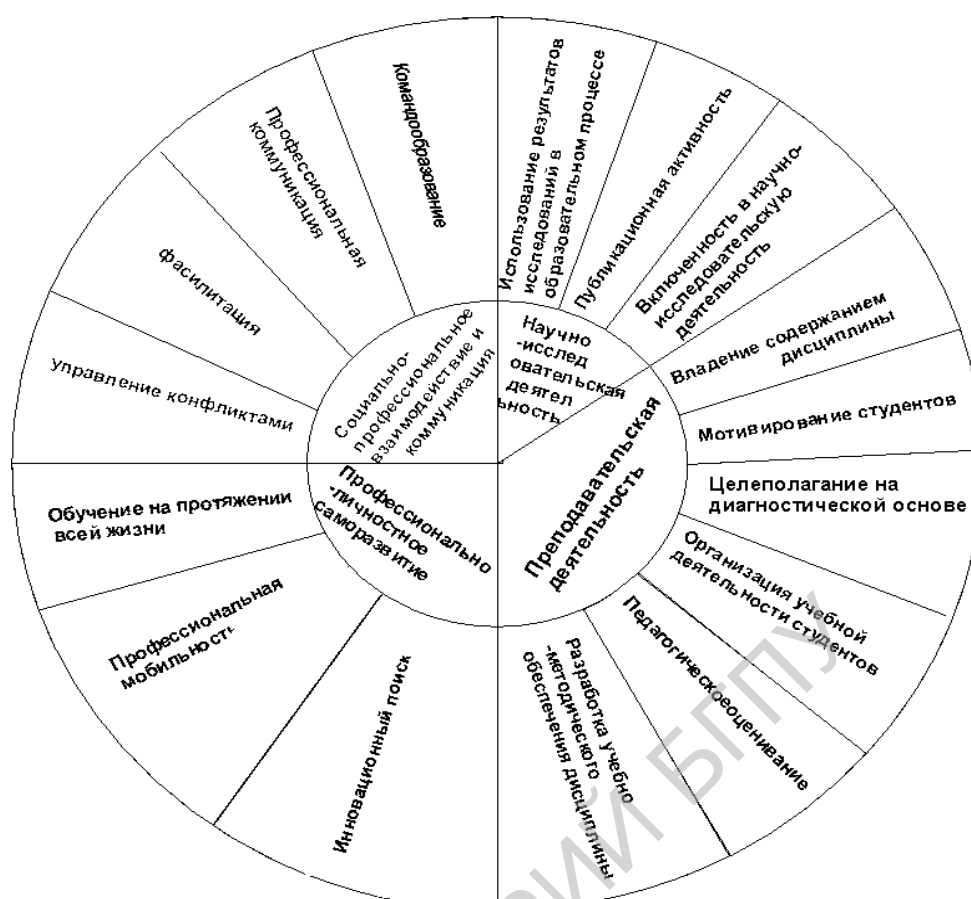 Командообразование
Использование результатов
исследований в
образовательном процессе
Публикационная активность
Включенность в научно-
исследовательскую
деятельность
Владение содержанием
дисциплины
Мотивирование студентов
Целеполагание на
диагностической основе
Организация учебной
деятельности студентов
Педагогическоеоценивание
Разработка учебно
-методического
обеспечения дисциплины
Инновационный поиск
Профессиональная
мобильность
Обучение на протяжении
всей жизни
управление конфликтами
фасилитация
Профессиональная
коммуникация
Социально-
профессиональное
взаимодействие и
коммуникация
Научно
-исслед
овательская
деятел
ьность
Преподавательская
деятельность
Профессионально
-личностное
саморазвитие
БГПУ